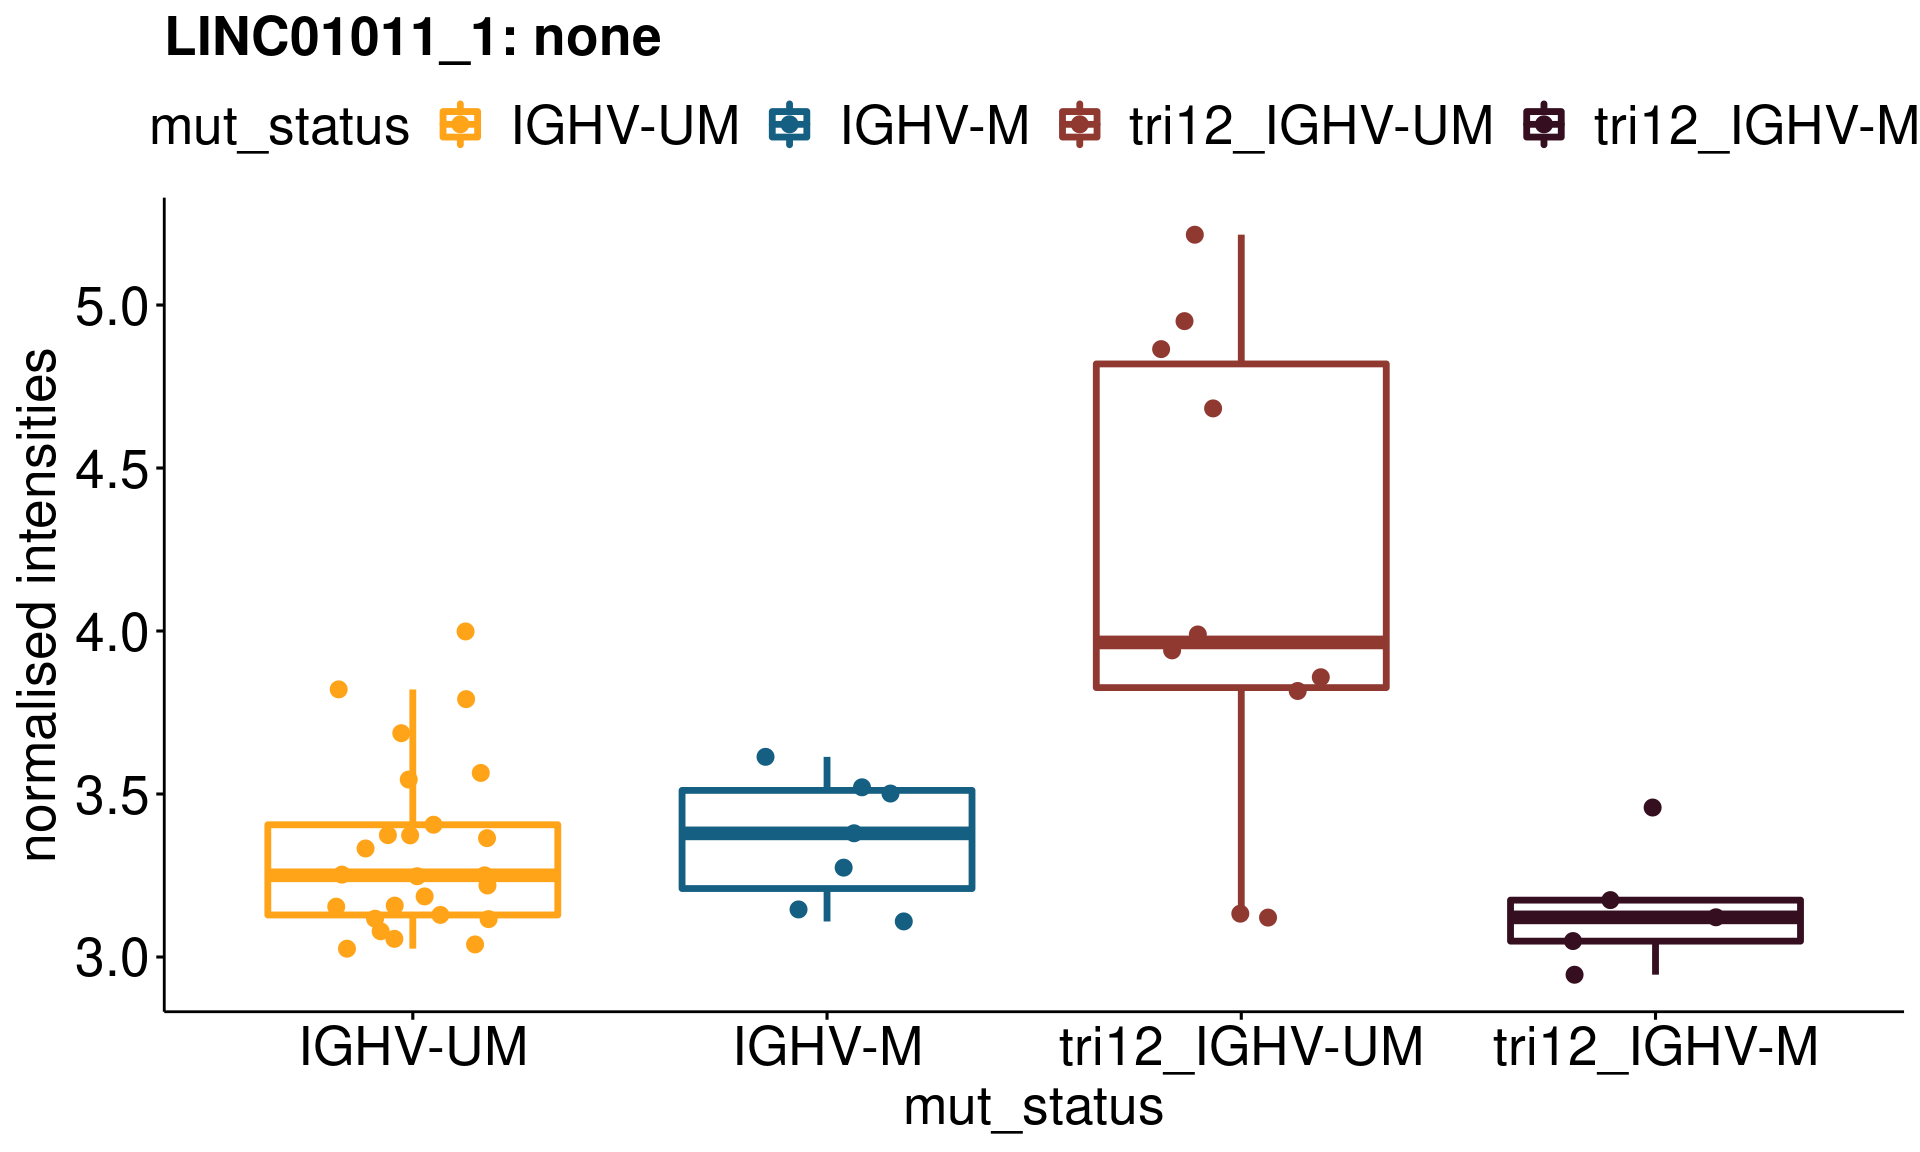 LINC01011_1: none
mut_status IGHV-UM IGHV-M tri12_IGHV-UM tri12_IGHV-M
normalised intensities
5.0
4.5
4.0
3.5
3.0
IGHV-UM IGHV-M tri12_IGHV-UM tri12_IGHV-M
mut_status